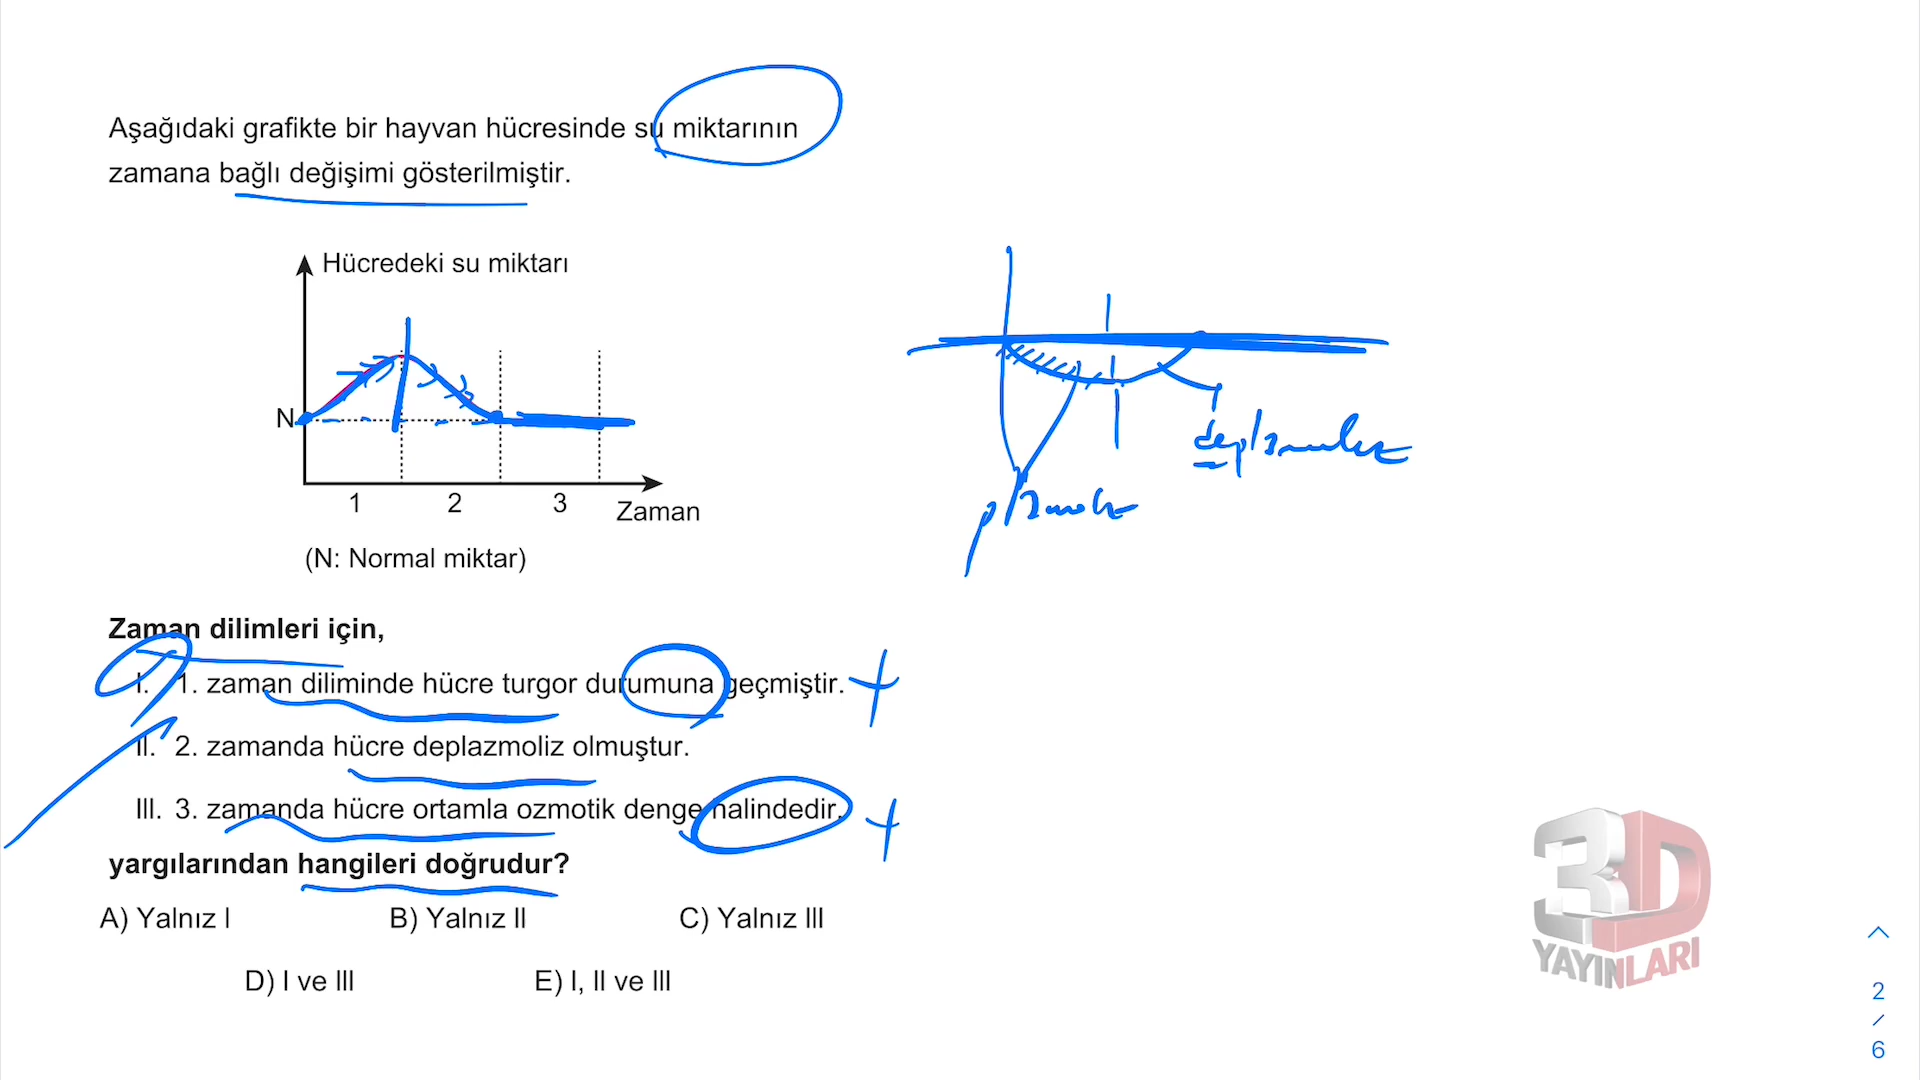 Aşağıdaki grafikte bir hayvan hücresinde su miktarının
zamana bağlı değişimi gösterilmiştir.
Hücredeki su miktarı
N
1 2 3
Zaman
(N: Normal miktar)
Zaman dilimleri için,
I. 1. zaman diliminde hücre turgor durumuna geçmiştir. +
II. 2. zamanda hücre deplazmoliz olmuştur.
III. 3. zamanda hücre ortamla ozmotik denge halindedir. +
yargılarından hangileri doğrudur?
A) Yalnız I B) Yalnız II C) Yalnız III
D) I ve III E) I, II ve III
3D
YAYINLARI
2
/
6